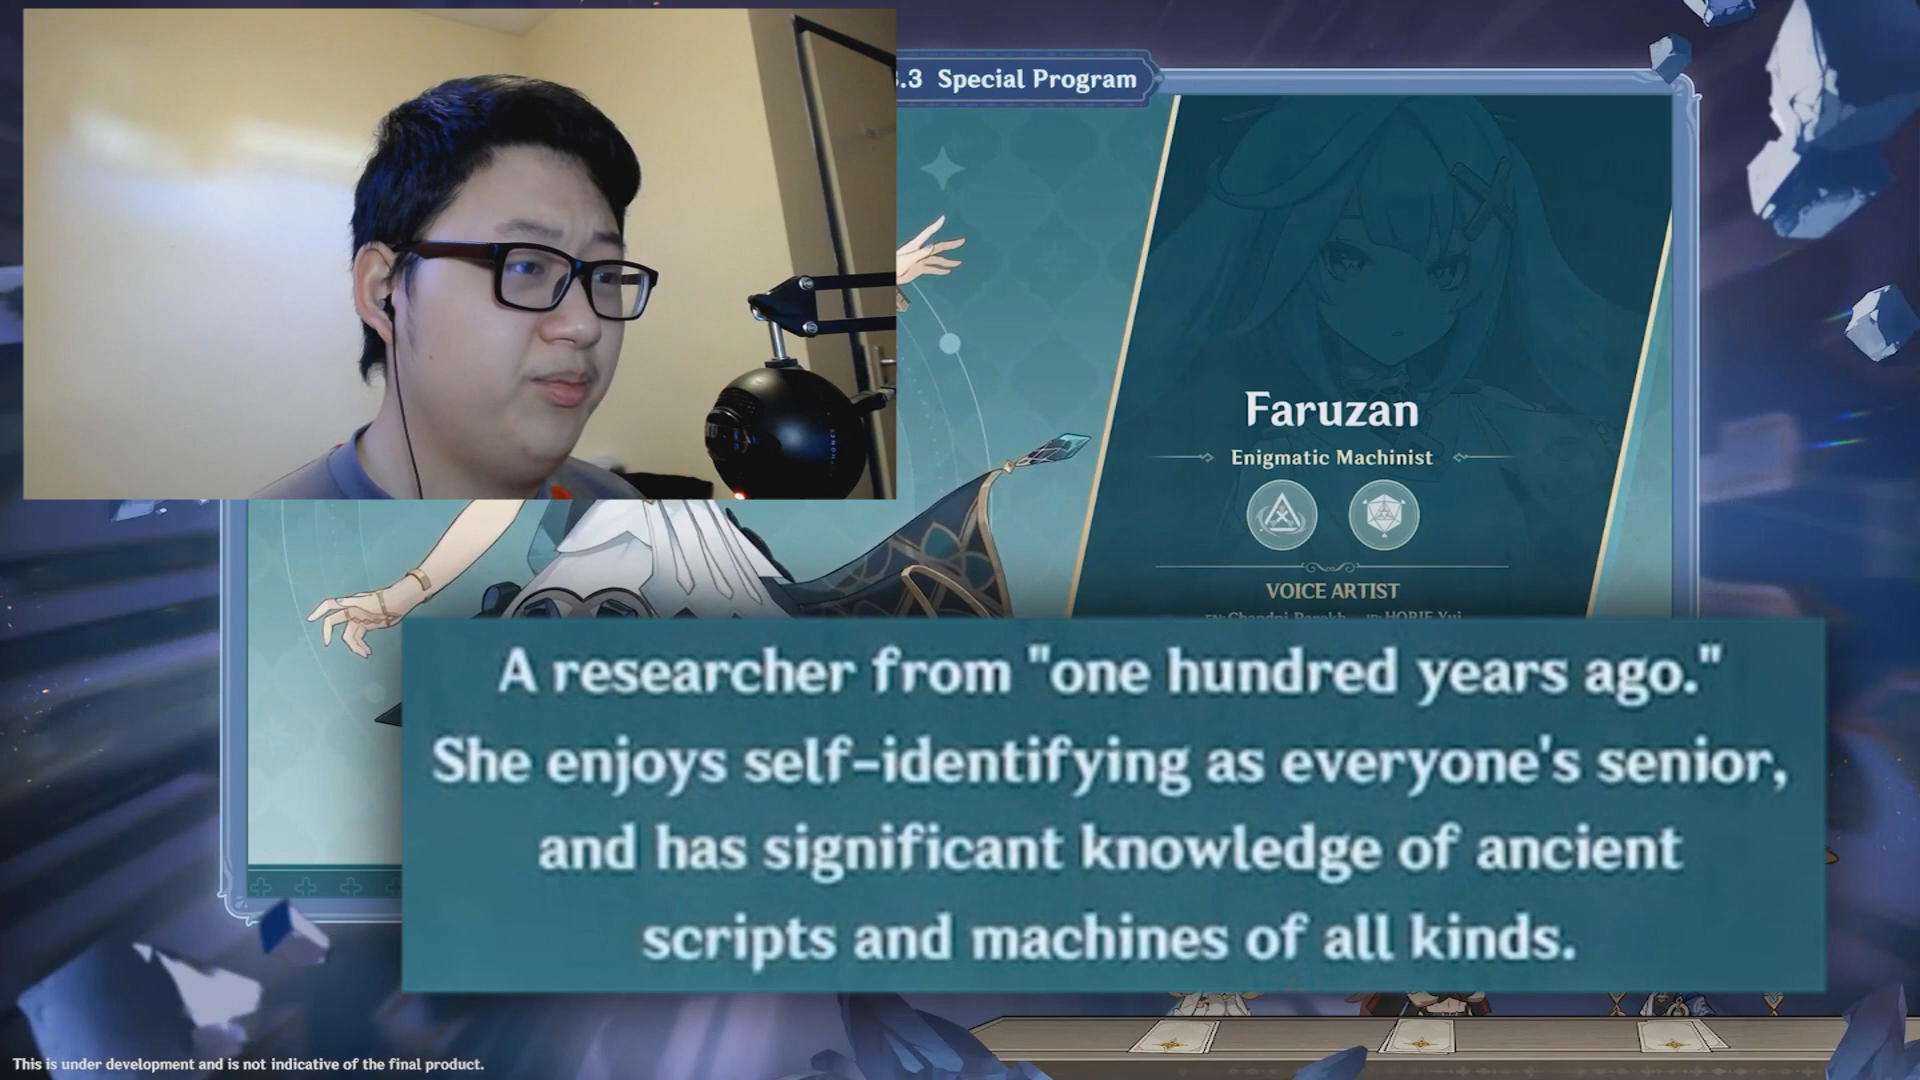 .3 Special Program
Faruzan
Enigmatic Machinist
VOICE ARTIST
A researcher from "one hundred years ago."
She enjoys self-identifying as everyone's senior,
and has significant knowledge of ancient
scripts and machines of all kinds.
This is under development and is not indicative of the final product.